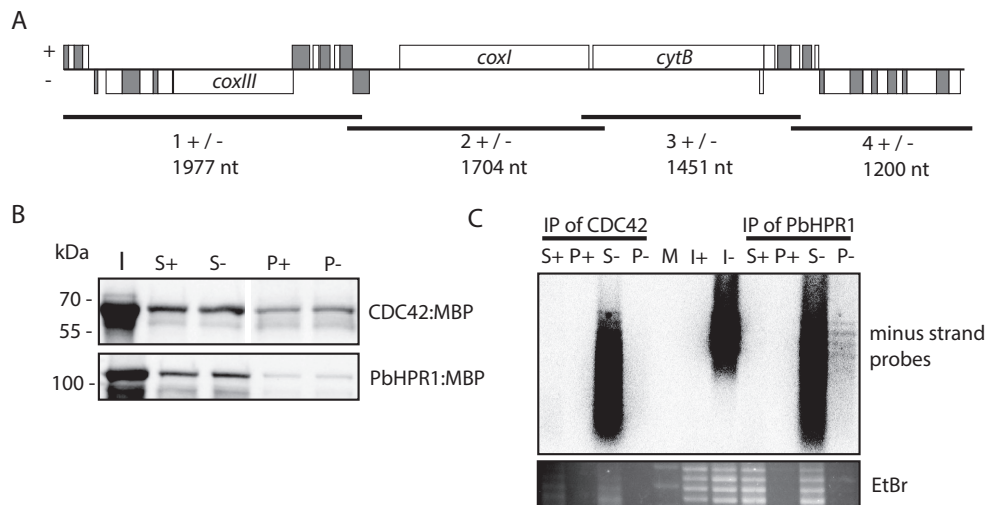 A
+
-
coxIII
coxI
cytB
1 + / -
1977 nt
2 + / -
1704 nt
3 + / -
1451 nt
4 + / -
1200 nt
B
kDa
I S+ S- P+ P-
70 -
55 -
CDC42:MBP
100 -
PbHPR1:MBP
C
IP of CDC42 IP of PbHPR1
S+ P+ S- P- M I+ I- S+ P+ S- P-
minus strand
probes
EtBr